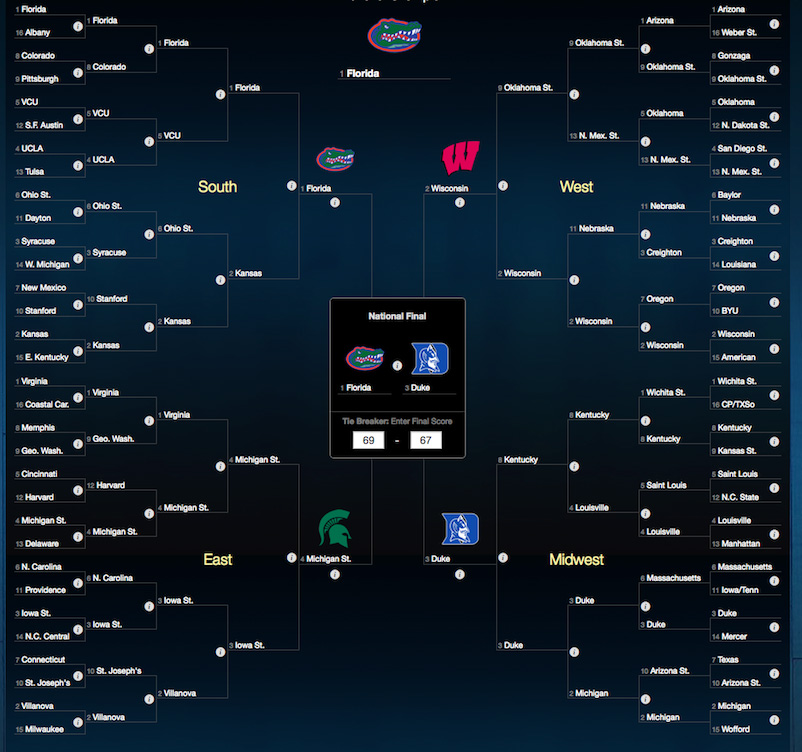 1 Florida
16 Albany
8 Colorado
9 Pittsburgh
5 VCU
12 S.F. Austin
4 UCLA
13 Tulsa
6 Ohio St.
11 Dayton
3 Syracuse
14 W. Michigan
7 New Mexico
10 Stanford
2 Kansas
15 E. Kentucky
1 Florida
8 Colorado
5 VCU
4 UCLA
6 Ohio St.
3 Syracuse
10 Stanford
2 Kansas
1 Florida
5 VCU
6 Ohio St.
2 Kansas
1 Florida
2 Kansas
South
1 Florida
1 Virginia
16 Coastal Car.
8 Memphis
9 Geo. Wash.
5 Cincinnati
12 Harvard
4 Michigan St.
13 Delaware
6 N. Carolina
11 Providence
3 Iowa St.
14 N.C. Central
7 Connecticut
10 St. Joseph's
2 Villanova
15 Milwaukee
1 Virginia
9 Geo. Wash.
12 Harvard
4 Michigan St.
6 N. Carolina
3 Iowa St.
10 St. Joseph's
2 Villanova
1 Virginia
4 Michigan St.
3 Iowa St.
2 Villanova
4 Michigan St.
3 Iowa St.
East
4 Michigan St.
1 Florida
National Final
1 Florida
3 Duke
Tie Breaker: Enter Final Score
69 - 67
2 Wisconsin
West
9 Oklahoma St.
2 Wisconsin
9 Oklahoma St.
13 N. Mex. St.
11 Nebraska
2 Wisconsin
1 Arizona
9 Oklahoma St.
5 Oklahoma
13 N. Mex. St.
11 Nebraska
3 Creighton
7 Oregon
2 Wisconsin
1 Arizona
16 Weber St.
8 Gonzaga
9 Oklahoma St.
5 Oklahoma
12 N. Dakota St.
4 San Diego St.
13 N. Mex. St.
6 Baylor
11 Nebraska
3 Creighton
14 Louisiana
7 Oregon
10 BYU
2 Wisconsin
15 American
3 Duke
Midwest
8 Kentucky
3 Duke
8 Kentucky
4 Louisville
3 Duke
2 Michigan
1 Wichita St.
8 Kentucky
5 Saint Louis
4 Louisville
6 Massachusetts
3 Duke
10 Arizona St.
2 Michigan
1 Wichita St.
16 CP/TXSo
8 Kentucky
9 Kansas St.
5 Saint Louis
12 N.C. State
4 Louisville
13 Manhattan
6 Massachusetts
11 Iowa/Tenn
3 Duke
14 Mercer
7 Texas
10 Arizona St.
2 Michigan
15 Wofford